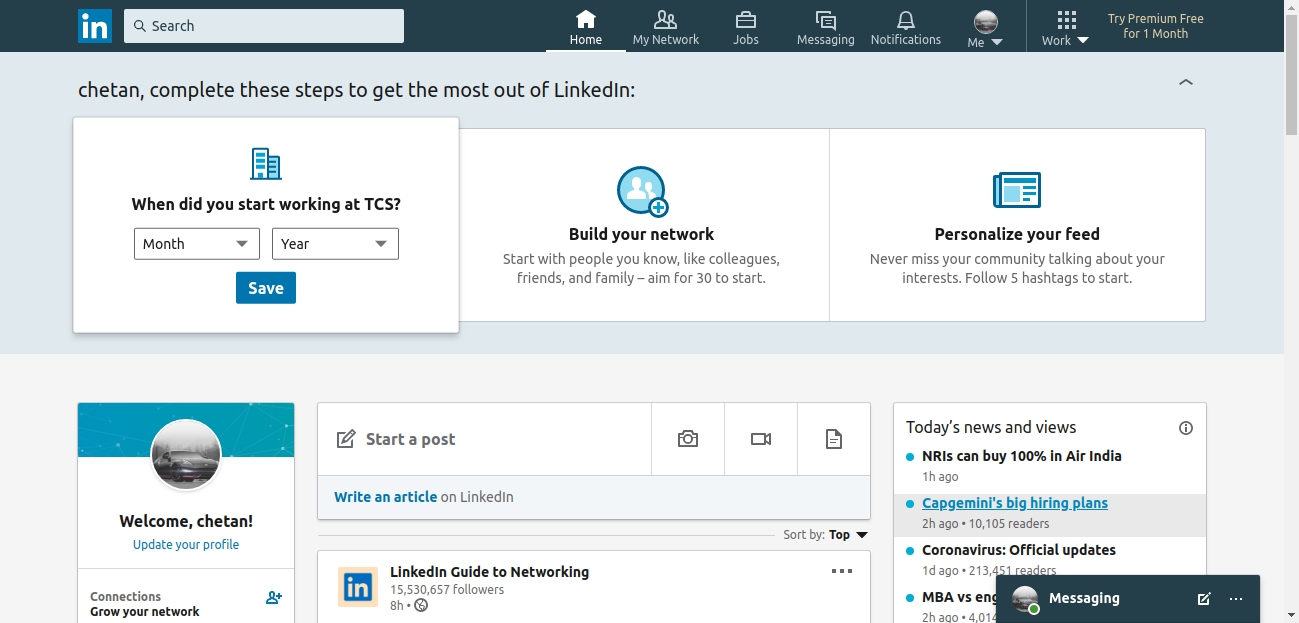 in
Search
Home
My Network
Jobs
Messaging
Notifications
Me
Work
Try Premium Free
for 1 Month
chetan, complete these steps to get the most out of LinkedIn:
When did you start working at TCS?
Month
Year
Save
Build your network
Start with people you know, like colleagues,
friends, and family – aim for 30 to start.
Personalize your feed
Never miss your community talking about your
interests. Follow 5 hashtags to start.
Welcome, chetan!
Update your profile
Connections
Grow your network
Start a post
Write an article on LinkedIn
Sort by: Top
in
LinkedIn Guide to Networking
15,530,657 followers
8h •
Today's news and views
NRIs can buy 100% in Air India
1h ago
Capgemini's big hiring plans
2h ago • 10,105 readers
Coronavirus: Official updates
1d ago • 213,451 readers
MBA vs
2h ago •
Messaging